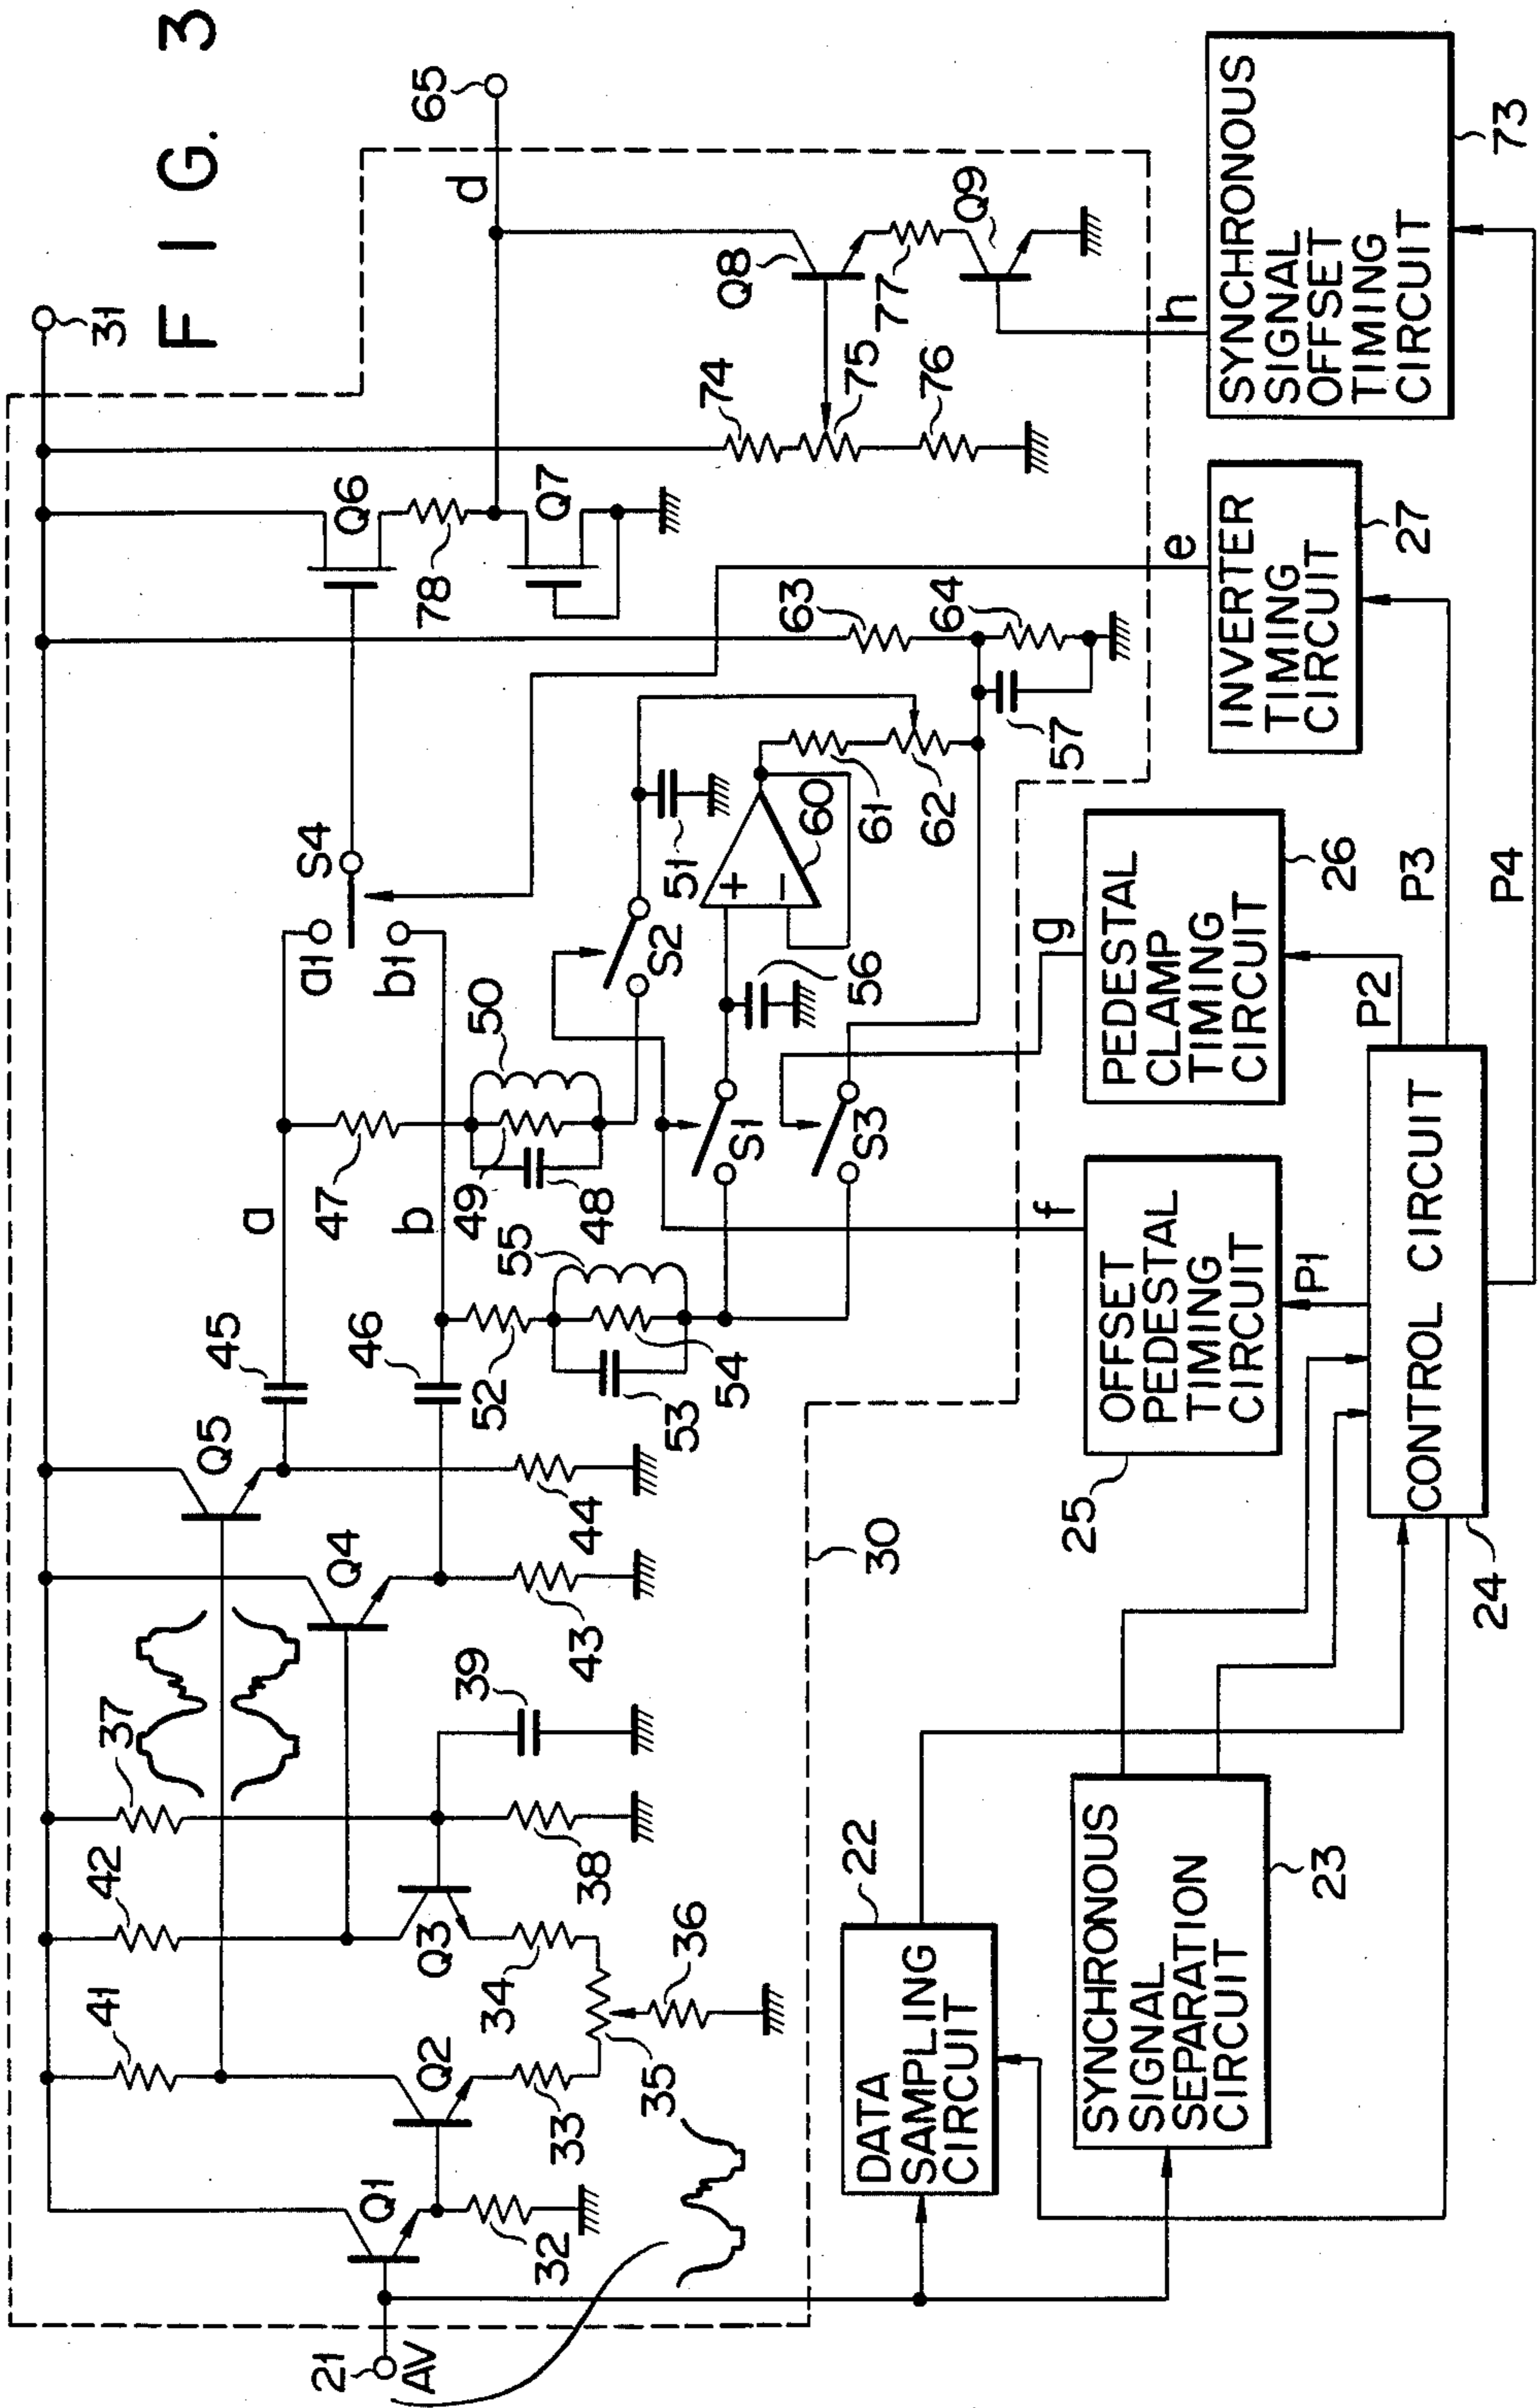 FIG. 3
31
65
d
21
AV
Q1
32
Q2
41
33
35
34
36
Q3
42
37
38
39
Q4
43
Q5
44
45
46
a
b
47
48
49
50
52
53
54
55
a1
b1
S4
S2
S1
S3
51
56
60
61
62
57
63
64
Q6
78
Q7
74
75
76
Q8
77
Q9
30
e
f
g
h
DATA
SAMPLING
CIRCUIT
22
SYNCHRONOUS
SIGNAL
SEPARATION
CIRCUIT
23
CONTROL CIRCUIT
24
OFFSET
PEDESTAL
TIMING
CIRCUIT
25
P1
PEDESTAL
CLAMP
TIMING
CIRCUIT
26
P2
INVERTER
TIMING
CIRCUIT
27
P3
P4
SYNCHRONOUS
SIGNAL
OFFSET
TIMING
CIRCUIT
73